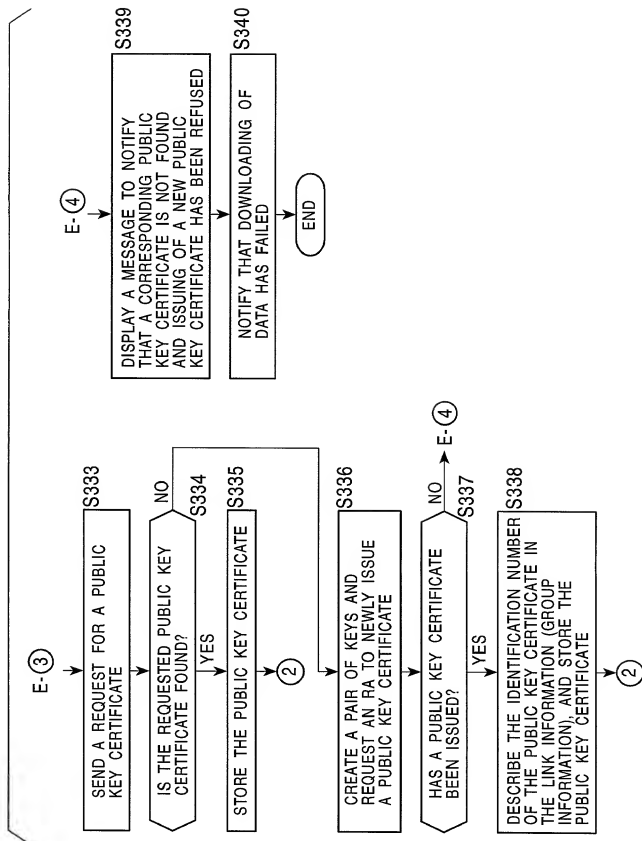 E-③
S333
SEND A REQUEST FOR A PUBLIC
KEY CERTIFICATE
S334
IS THE REQUESTED PUBLIC KEY
CERTIFICATE FOUND?
NO
YES
S335
STORE THE PUBLIC KEY CERTIFICATE
②
S336
CREATE A PAIR OF KEYS AND
REQUEST AN RA TO NEWLY ISSUE
A PUBLIC KEY CERTIFICATE
HAS A PUBLIC KEY CERTIFICATE
BEEN ISSUED?
NO
E-④
S337
YES
S338
DESCRIBE THE IDENTIFICATION NUMBER
OF THE PUBLIC KEY CERTIFICATE IN
THE LINK INFORMATION (GROUP
INFORMATION), AND STORE THE
PUBLIC KEY CERTIFICATE
②
E-④
S339
DISPLAY A MESSAGE TO NOTIFY
THAT A CORRESPONDING PUBLIC
KEY CERTIFICATE IS NOT FOUND
AND ISSUING OF A NEW PUBLIC
KEY CERTIFICATE HAS BEEN REFUSED
S340
NOTIFY THAT DOWNLOADING OF
DATA HAS FAILED
END